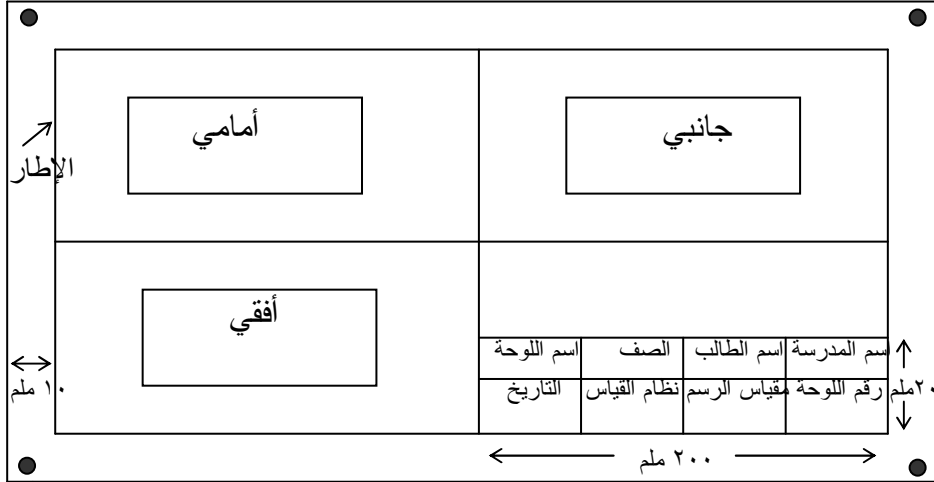 جانبي
أمامي
الإطار
أفقي
اسم المدرسة
اسم الطالب
الصف
اسم اللوحة
رقم اللوحة
مقياس الرسم
نظام القياس
التاريخ
٢٠ملم
١٠ ملم
٢٠٠ ملم